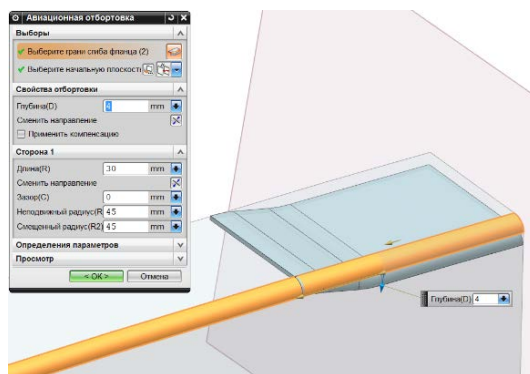 Авиационная отбортовка
Выборы
Выберите грани сгиба фланца (2)
Выберите начальную плоскость
Свойства отбортовки
Глубина(D) 4 mm
Сменить направление
Применить компенсацию
Сторона 1
Длина(R) 30 mm
Сменить направление
Зазор(C) 0 mm
Неподвижный радиус(R 45 mm
Смещенный радиус(R2) 45 mm
Определения параметров
Просмотр
< OK > Отмена
Глубина(D) 4